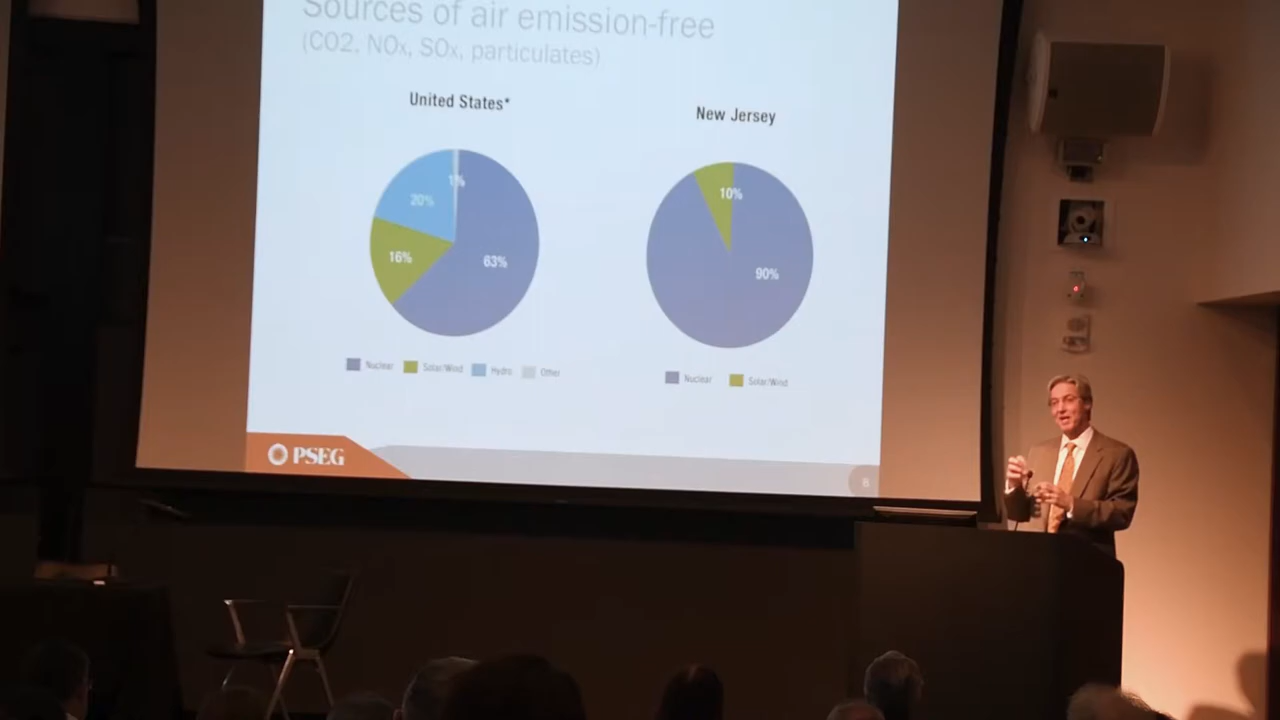 Sources of air emission-free
(CO2, NOx, SOx, particulates)
United States*
New Jersey
1%
20%
16%
63%
10%
90%
Nuclear Solar/Wind Hydro Other
Nuclear Solar/Wind
PSEG
8